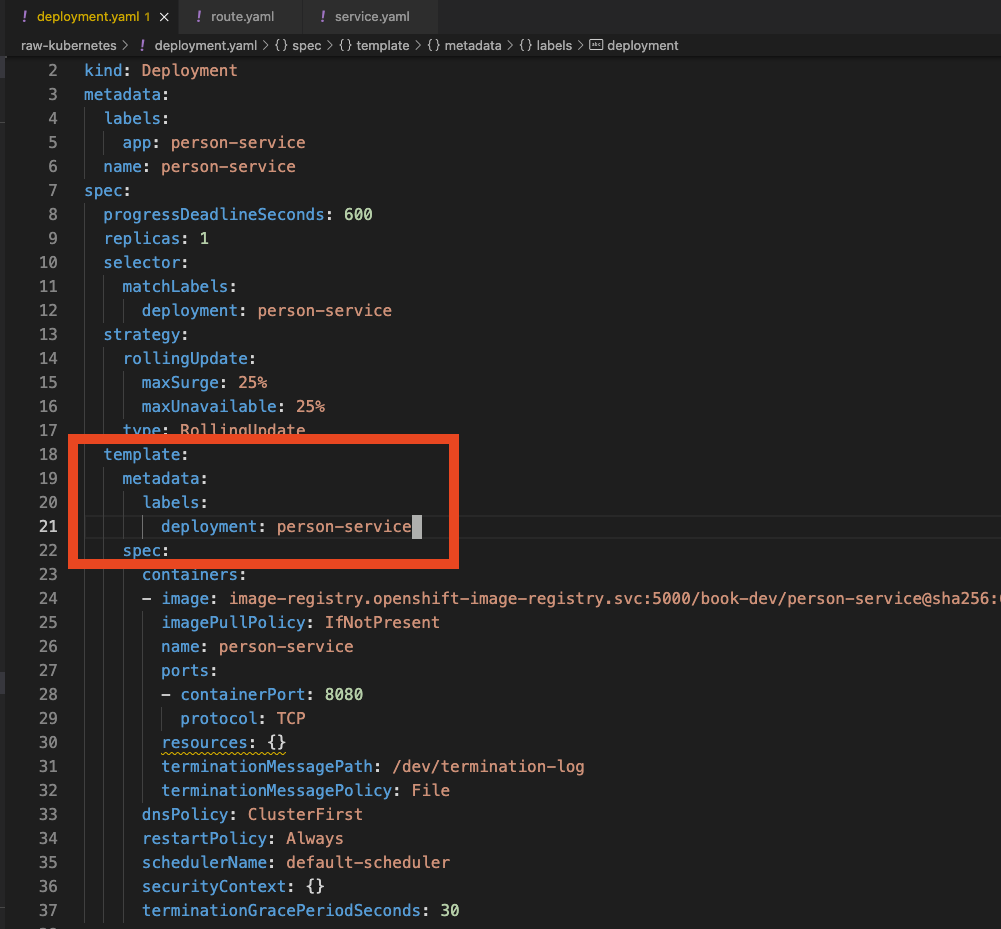 ! deployment.yaml 1 × ! route.yaml ! service.yaml
raw-kubernetes > ! deployment.yaml > {} spec > {} template > {} metadata > {} labels > abc deployment
2 kind: Deployment
3 metadata:
4 labels:
5 app: person-service
6 name: person-service
7 spec:
8 progressDeadlineSeconds: 600
9 replicas: 1
10 selector:
11 matchLabels:
12 deployment: person-service
13 strategy:
14 rollingUpdate:
15 maxSurge: 25%
16 maxUnavailable: 25%
17 type: RollingUpdate
18 template:
19 metadata:
20 labels:
21 deployment: person-service
22 spec:
23 containers:
24 - image: image-registry.openshift-image-registry.svc:5000/book-dev/person-service@sha256:
25 imagePullPolicy: IfNotPresent
26 name: person-service
27 ports:
28 - containerPort: 8080
29 protocol: TCP
30 resources: {}
31 terminationMessagePath: /dev/termination-log
32 terminationMessagePolicy: File
33 dnsPolicy: ClusterFirst
34 restartPolicy: Always
35 schedulerName: default-scheduler
36 securityContext: {}
37 terminationGracePeriodSeconds: 30